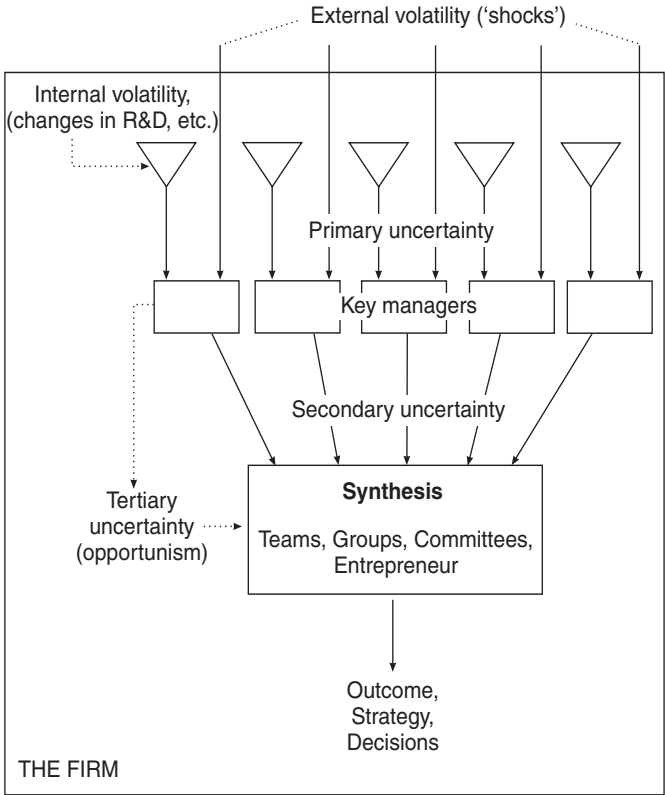 External volatility (‘shocks’)
Internal volatility,
(changes in R&D, etc.)
Primary uncertainty
Key managers
Secondary uncertainty
Synthesis
Teams, Groups, Committees,
Entrepreneur
Tertiary
uncertainty
(opportunism)
Outcome,
Strategy,
Decisions
THE FIRM